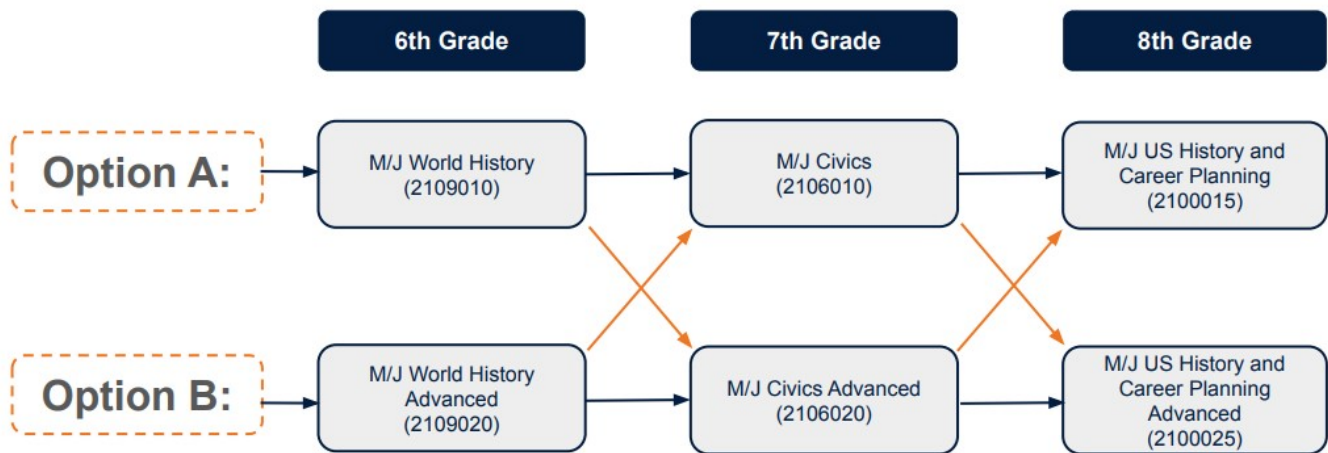 6th Grade
7th Grade
8th Grade
Option A:
M/J World History
(2109010)
M/J Civics
(2106010)
M/J US History and
Career Planning
(2100015)
Option B:
M/J World History
Advanced
(2109020)
M/J Civics Advanced
(2106020)
M/J US History and
Career Planning
Advanced
(2100025)